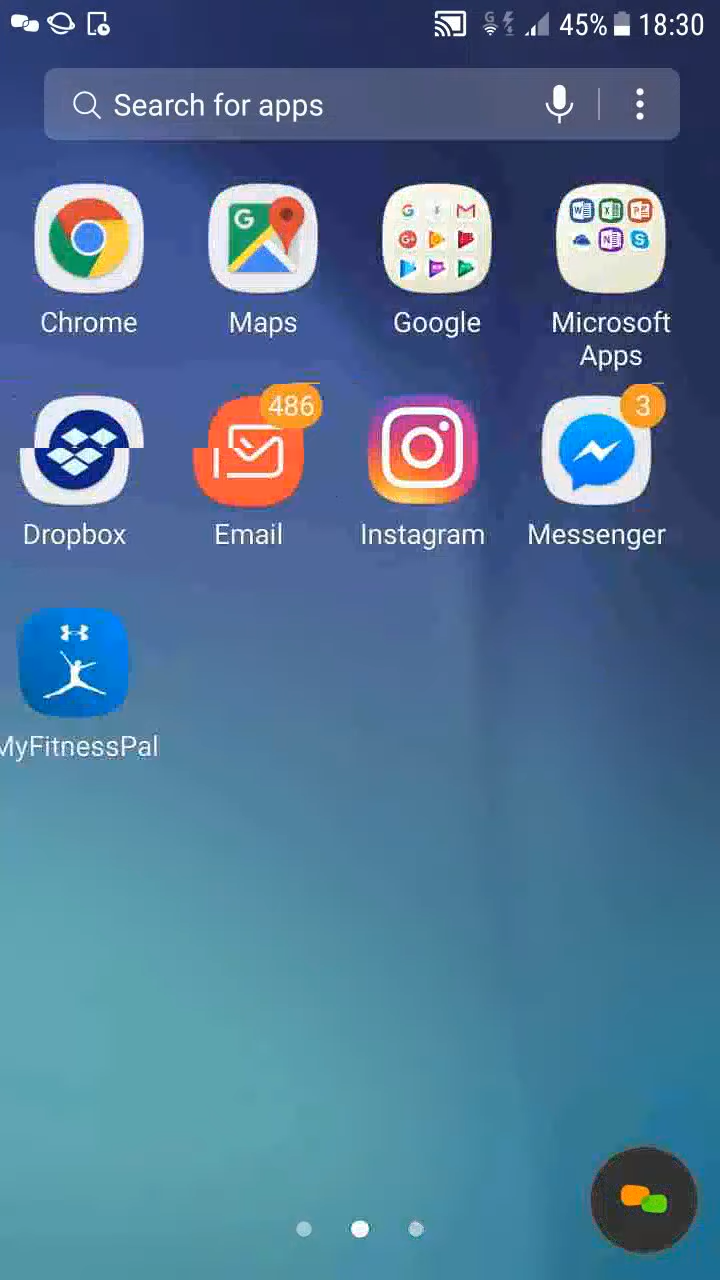 45% 18:30
Search for apps
G
Chrome Maps Google Microsoft
Apps
486 3
Dropbox Email Instagram Messenger
MyFitnessPal